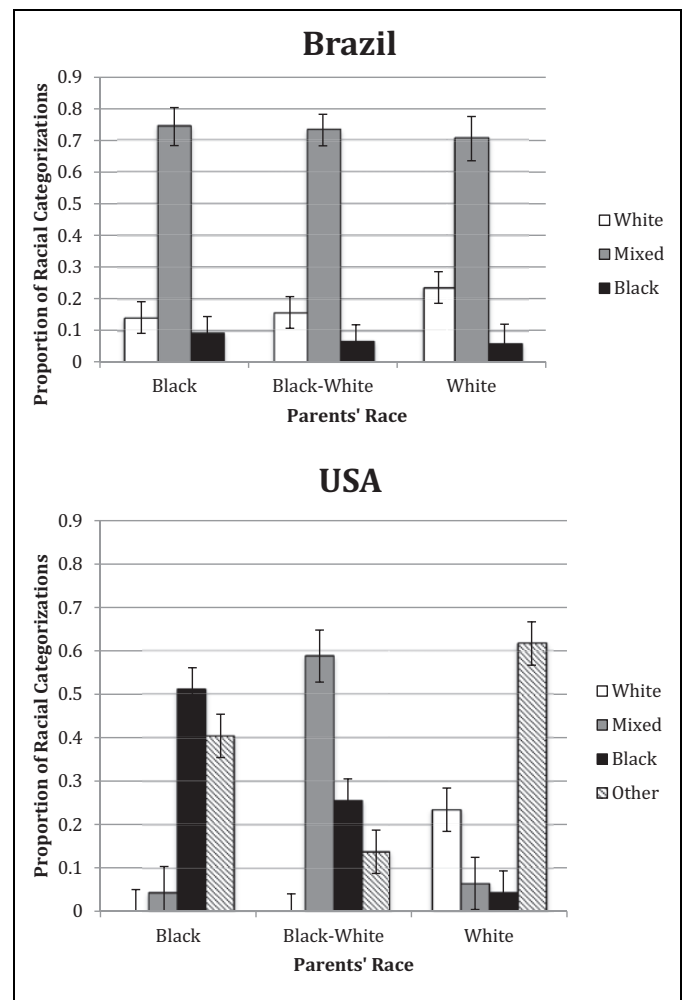 Brazil
Proportion of Racial Categorizations
0.9
0.8
0.7
0.6
0.5
0.4
0.3
0.2
0.1
0
Black
Black-White
White
Parents' Race
White
Mixed
Black
USA
Proportion of Racial Categorizations
0.9
0.8
0.7
0.6
0.5
0.4
0.3
0.2
0.1
0
Black
Black-White
White
Parents' Race
White
Mixed
Black
Other